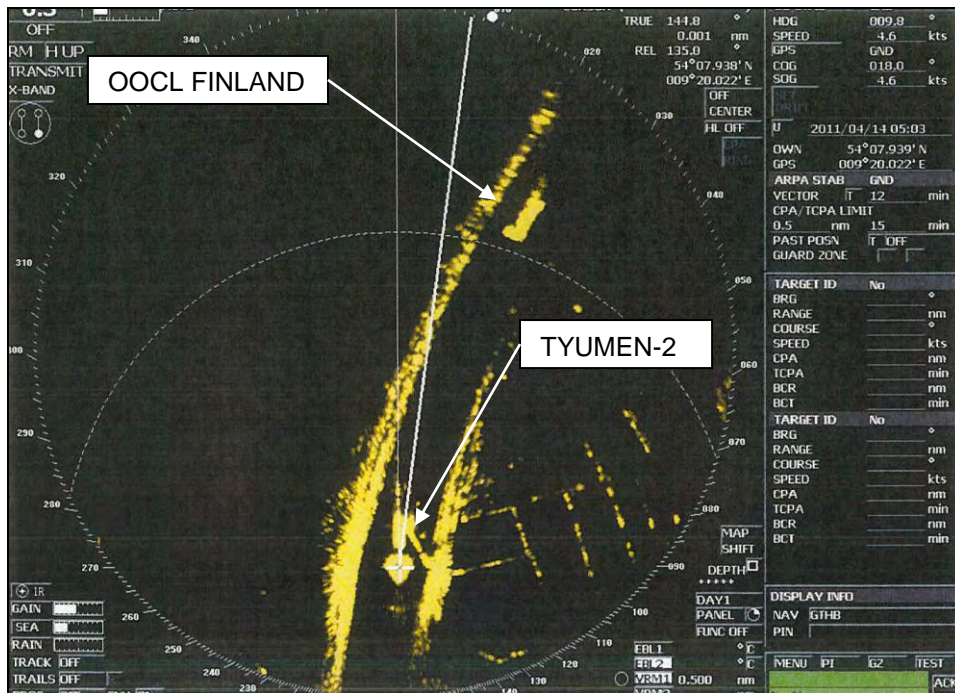 OFF
RM H UP
TRANSMIT
X-BAND
OOCL FINLAND
TYUMEN-2
340
330
320
310
300
290
280
270
260
250
240
230
020
030
040
050
060
070
080
090
100
110
120
130
140
TRUE 144.8 °
0.001 nm
REL 135.0 °
54°07.938' N
009°20.022' E
OFF
CENTER
HL OFF
HDG 009.8 °
SPEED 4.6 kts
GPS GND
COG 018.0 °
SOG 4.6 kts
U 2011/04/14 05:03
OWN 54°07.939' N
GPS 009°20.022' E
ARPA STAB GND
VECTOR T 12 min
CPA/TCPA LIMIT
0.5 nm 15 min
PAST POSN T OFF
GUARD ZONE
TARGET ID No
BRG °
RANGE nm
COURSE °
SPEED kts
CPA nm
TCPA min
BCR nm
BCT min
TARGET ID No
BRG °
RANGE nm
COURSE °
SPEED kts
CPA nm
TCPA min
BCR nm
BCT min
MAP
SHIFT
DEPTH
*****
DAY1
PANEL
FUNC OFF
EBL1 ° C
EBL2 ° C
VRM1 0.500 nm
DISPLAY INFO
NAV GTHB
PIN
MENU PI G2 TEST
ACK
IR
GAIN
SEA
RAIN
TRACK OFF
TRAILS OFF